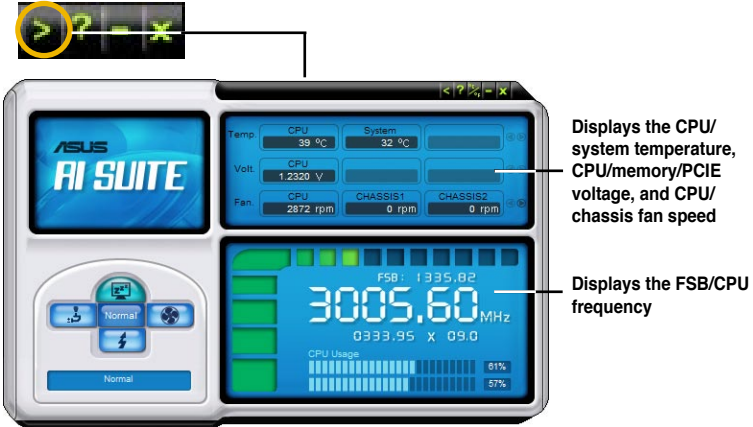 > ? - x
< ? °C/°F - x
ASUS
AI SUITE
Temp.
CPU
39 °C
System
32 °C
Volt.
CPU
1.2320 V
Fan.
CPU
2872 rpm
CHASSIS1
0 rpm
CHASSIS2
0 rpm
Displays the CPU/
system temperature,
CPU/memory/PCIE
voltage, and CPU/
chassis fan speed
Normal
Normal
FSB: 1335.82
3005.60 MHz
0333.95 X 09.0
CPU Usage
61%
57%
Displays the FSB/CPU
frequency